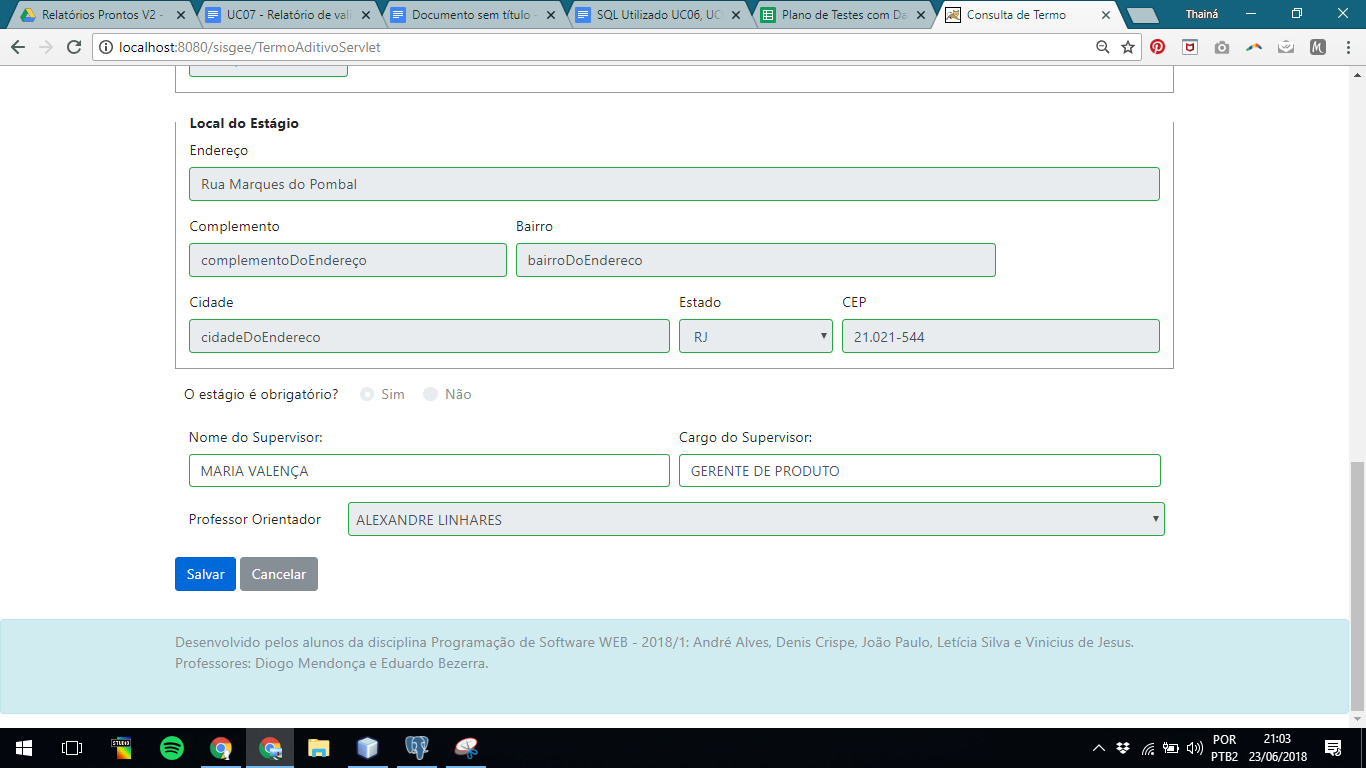 Relatórios Prontos V2 -
UC07 - Relatório de vali
Documento sem título -
SQL Utilizado UC06, UC
Plano de Testes com Da
Consulta de Termo
Thainá
localhost:8080/sisgee/TermoAditivoServlet
Local do Estágio
Endereço
Rua Marques do Pombal
Complemento Bairro
complementoDoEndereço bairroDoEndereco
Cidade Estado CEP
cidadeDoEndereco RJ 21.021-544
O estágio é obrigatório? Sim Não
Nome do Supervisor: Cargo do Supervisor:
MARIA VALENÇA GERENTE DE PRODUTO
Professor Orientador ALEXANDRE LINHARES
Salvar Cancelar
Desenvolvido pelos alunos da disciplina Programação de Software WEB - 2018/1: André Alves, Denis Crispe, João Paulo, Letícia Silva e Vinicius de Jesus.
Professores: Diogo Mendonça e Eduardo Bezerra.
STUDIO
POR 21:03
PTB2 23/06/2018